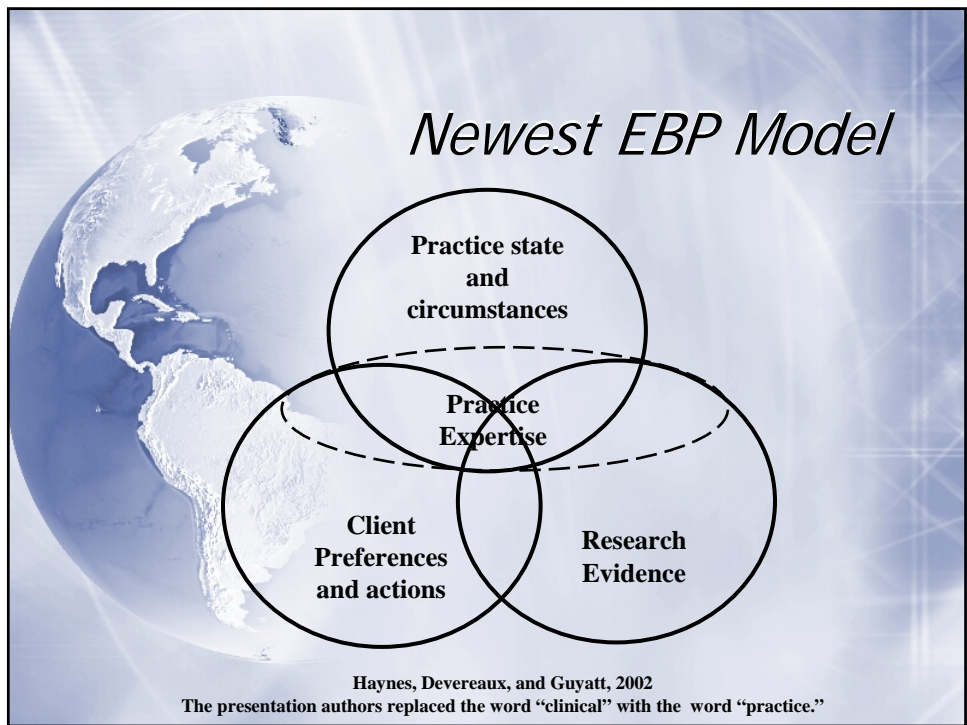 Newest EBP Model
Practice state
and
circumstances
Practice
Expertise
Client
Preferences
and actions
Research
Evidence
Haynes, Devereaux, and Guyatt, 2002
The presentation authors replaced the word “clinical” with the word “practice.”